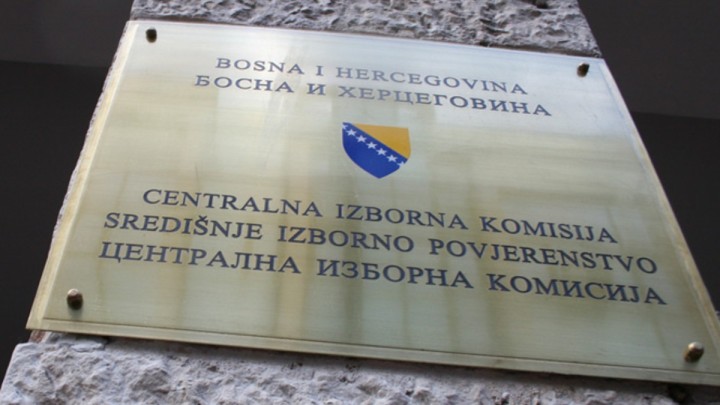 BOSNA I HERCEGOVINA
БОСНА И ХЕРЦЕГОВИНА
CENTRALNA IZBORNA KOMISIJA
SREDIŠNJE IZBORNO POVJERENSTVO
ЦЕНТРАЛНА ИЗБОРНА КОМИСИЈА